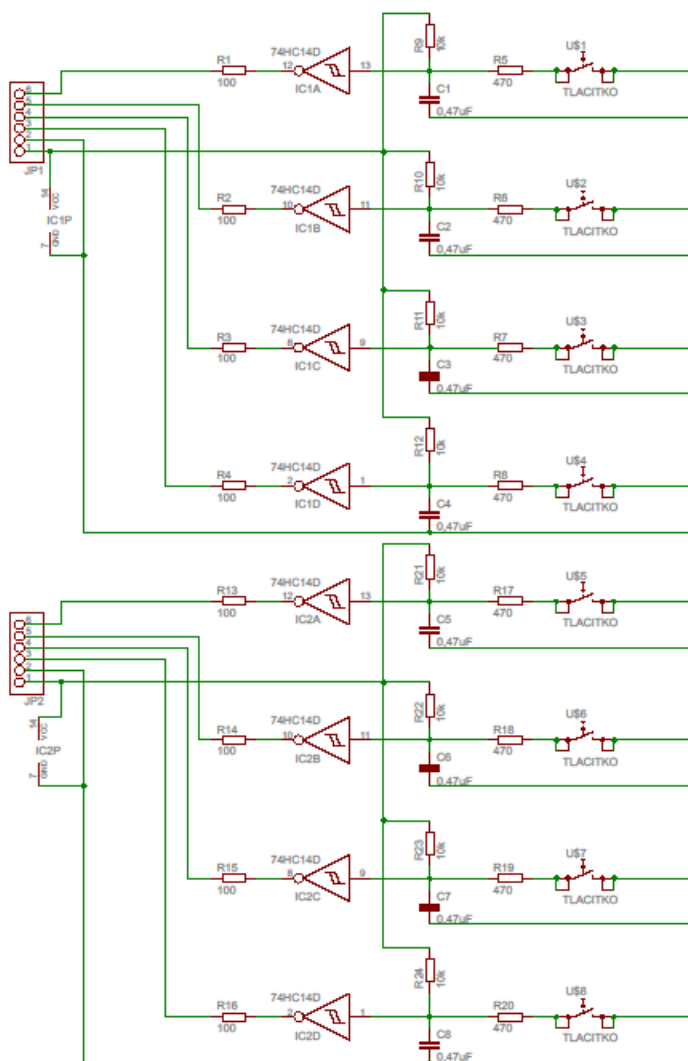 R9
10k
74HC14D
R1
12
13
R5
U$1
100
IC1A
C1
470
TLACITKO
0,47uF
6
5
4
3
2
1
JP1
14
VCC
IC1P
GND
7
R10
10k
74HC14D
R2
10
11
R6
U$2
100
IC1B
C2
470
TLACITKO
0,47uF
R11
10k
74HC14D
R3
8
9
R7
U$3
100
IC1C
C3
470
TLACITKO
0,47uF
R12
10k
74HC14D
R4
2
1
R8
U$4
100
IC1D
C4
470
TLACITKO
0,47uF
R21
10k
74HC14D
R13
12
13
R17
U$5
100
IC2A
C5
470
TLACITKO
0,47uF
6
5
4
3
2
1
JP2
14
VCC
IC2P
GND
7
R22
10k
74HC14D
R14
10
11
R18
U$6
100
IC2B
C6
470
TLACITKO
0,47uF
R23
10k
74HC14D
R15
8
9
R19
U$7
100
IC2C
C7
470
TLACITKO
0,47uF
R24
10k
74HC14D
R16
2
1
R20
U$8
100
IC2D
C8
470
TLACITKO
0,47uF